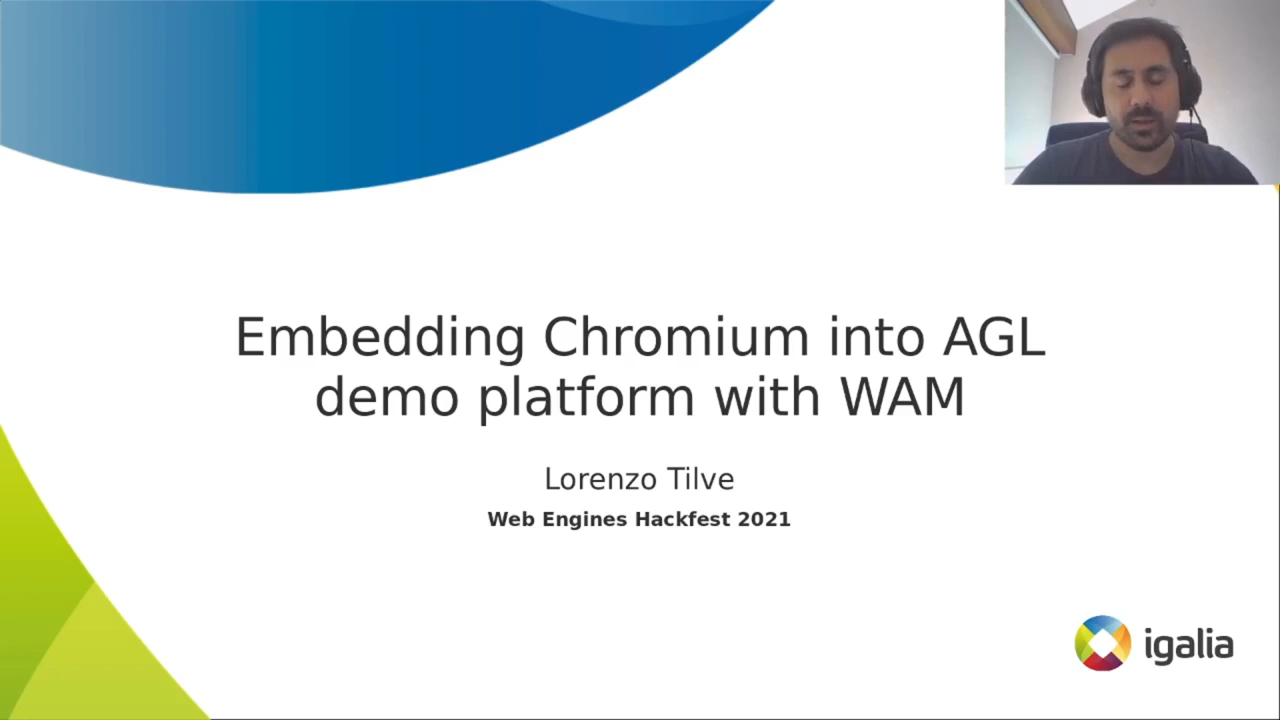 Embedding Chromium into AGL
demo platform with WAM
Lorenzo Tilve
Web Engines Hackfest 2021
igalia